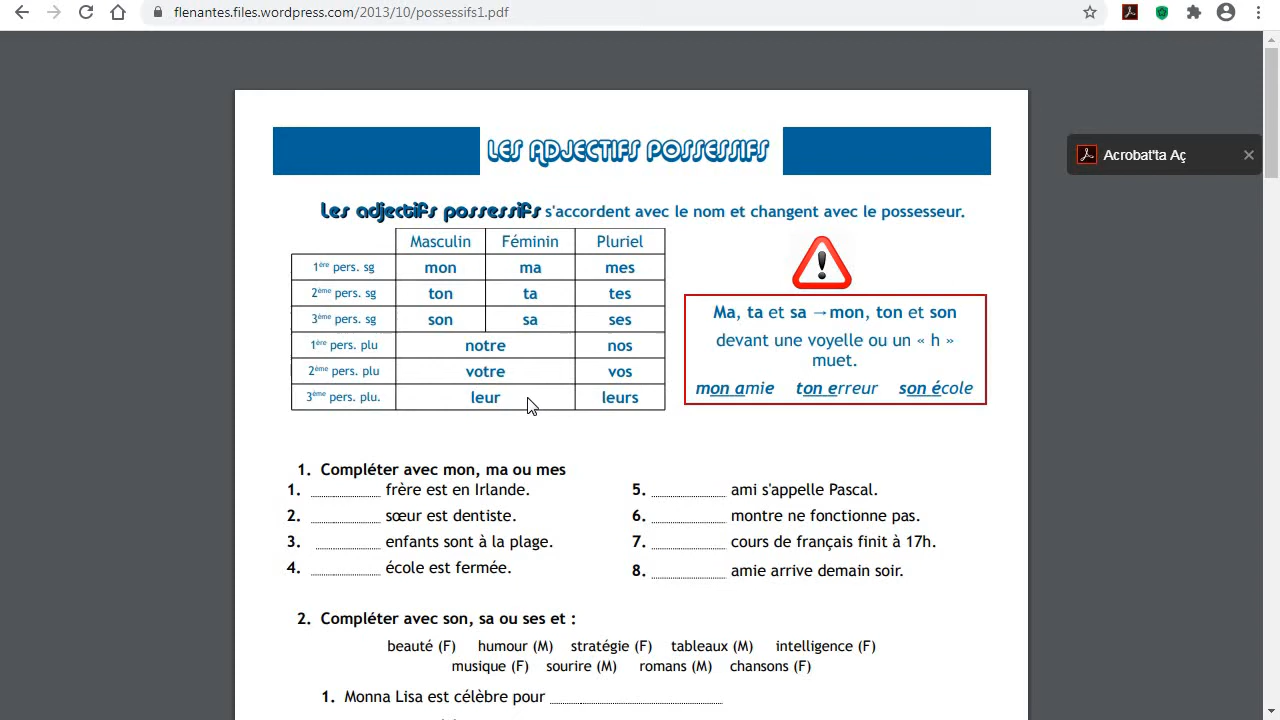 flenantes.files.wordpress.com/2013/10/possessifs1.pdf
LES ADJECTIFS POSSESSIFS
Acrobat'ta Aç
Les adjectifs possessifs s'accordent avec le nom et changent avec le possesseur.
Masculin Féminin Pluriel
1ère pers. sg mon ma mes
2ème pers. sg ton ta tes
3ème pers. sg son sa ses
1ère pers. plu notre nos
2ème pers. plu votre vos
3ème pers. plu. leur leurs
Ma, ta et sa → mon, ton et son
devant une voyelle ou un « h »
muet.
mon amie ton erreur son école
1. Compléter avec mon, ma ou mes
1. frère est en Irlande.
2. sœur est dentiste.
3. enfants sont à la plage.
4. école est fermée.
5. ami s'appelle Pascal.
6. montre ne fonctionne pas.
7. cours de français finit à 17h.
8. amie arrive demain soir.
2. Compléter avec son, sa ou ses et :
beauté (F) humour (M) stratégie (F) tableaux (M) intelligence (F)
musique (F) sourire (M) romans (M) chansons (F)
1. Monna Lisa est célèbre pour